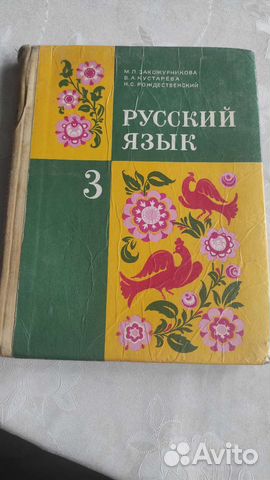 М.Л. ЗАКОЖУРНИКОВА
В.А. КУСТАРЕВА
Н.С. РОЖДЕСТВЕНСКИЙ
РУССКИЙ
ЯЗЫК
3
Avito